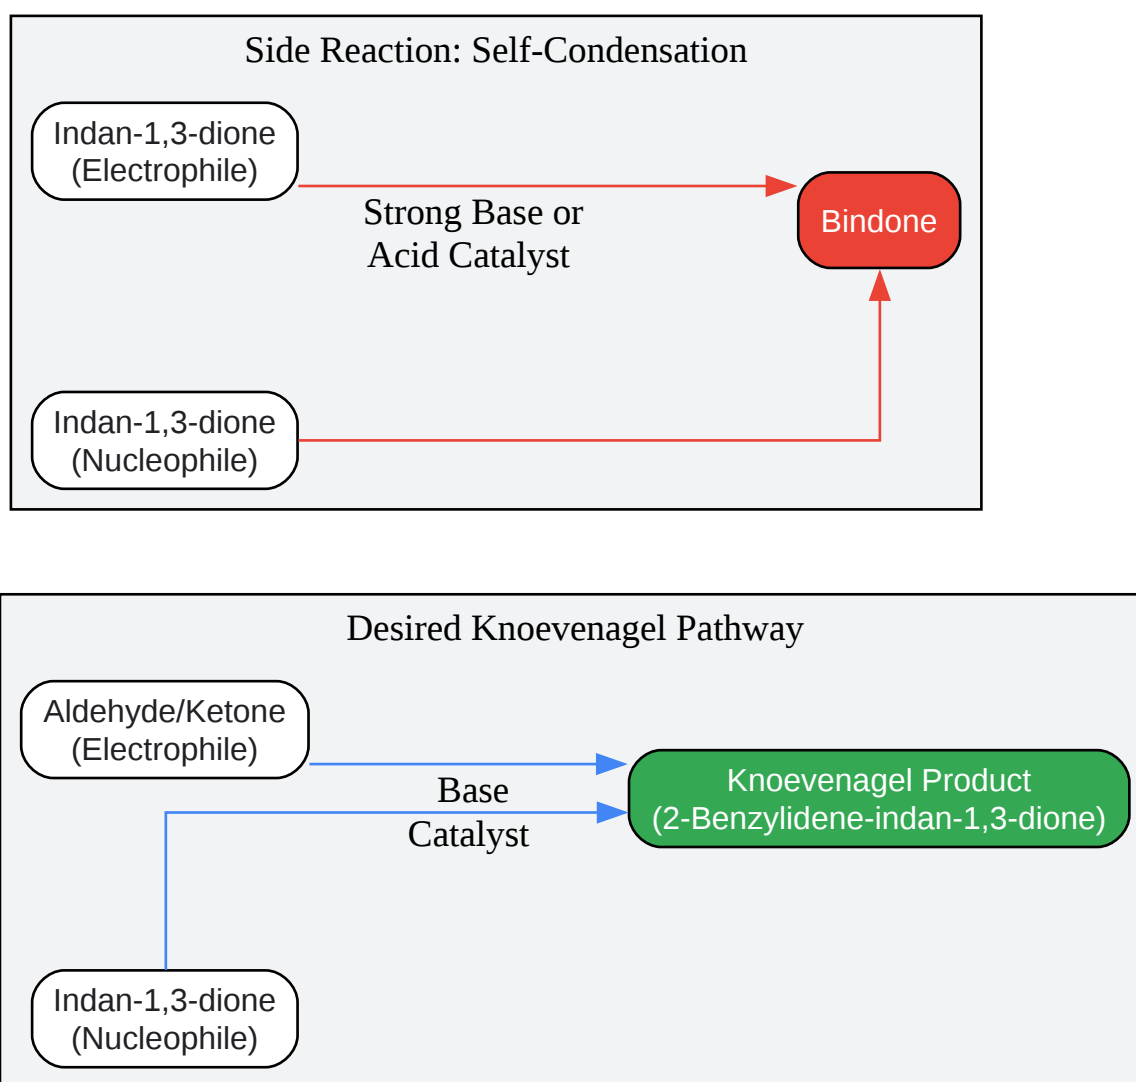 Side Reaction: Self-Condensation
Indan-1,3-dione
(Electrophile)
Strong Base or
Acid Catalyst
Bindone
Indan-1,3-dione
(Nucleophile)
Desired Knoevenagel Pathway
Aldehyde/Ketone
(Electrophile)
Base
Catalyst
Knoevenagel Product
(2-Benzylidene-indan-1,3-dione)
Indan-1,3-dione
(Nucleophile)